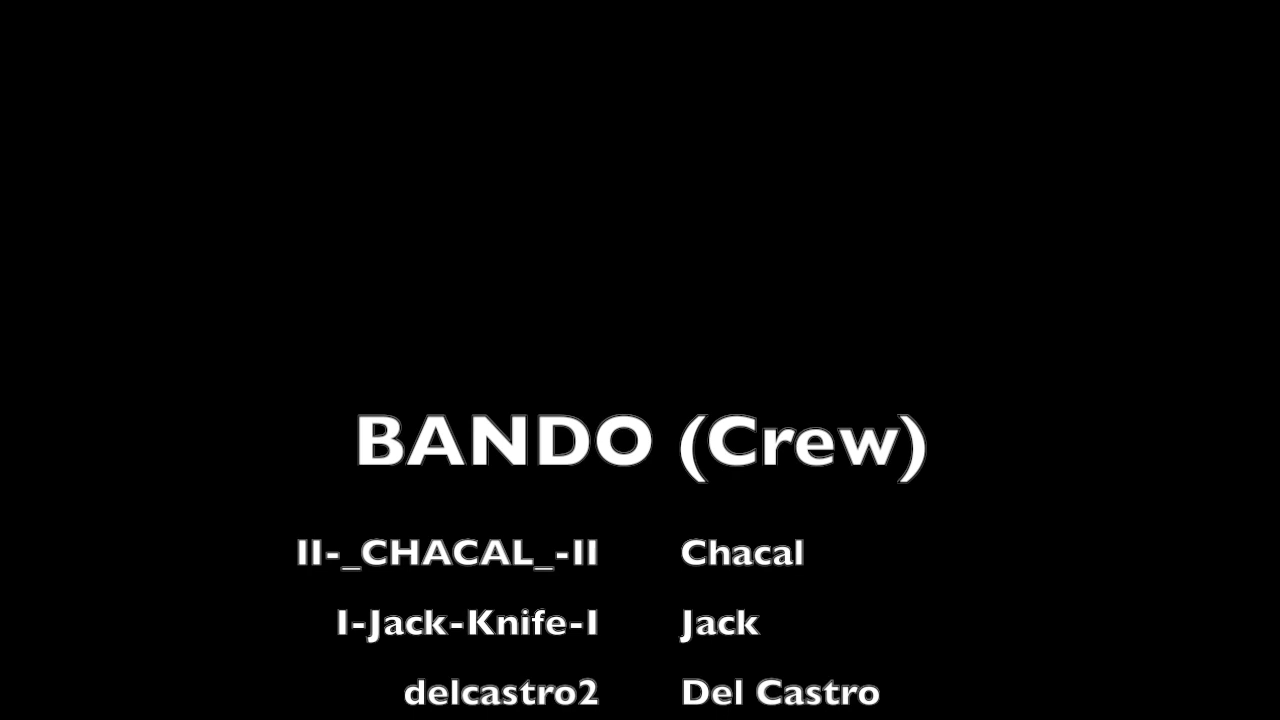 BANDO (Crew)
II-_CHACAL_-II Chacal
I-Jack-Knife-I Jack
delcastro2 Del Castro